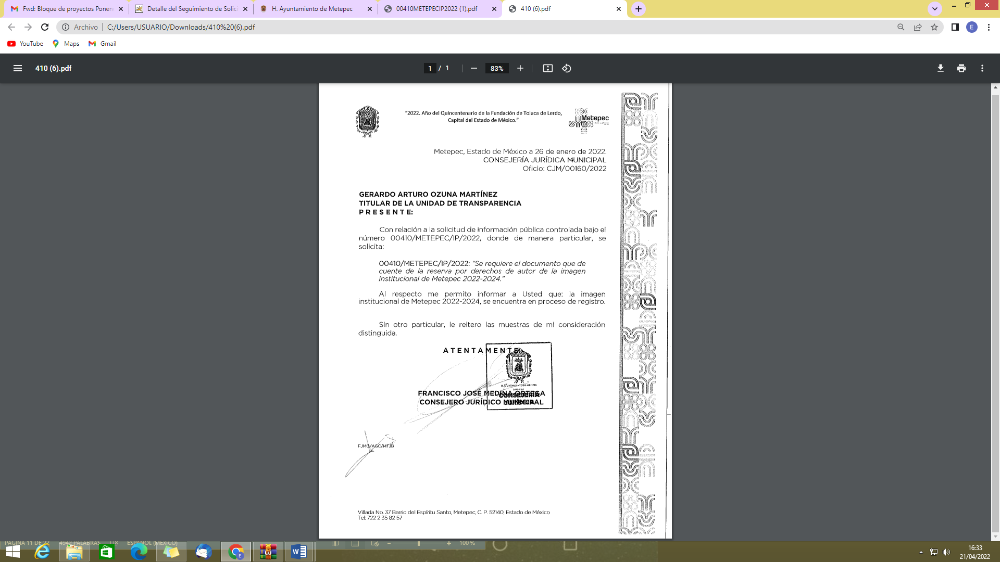 Fwd: Bloque de proyectos Ponen
Detalle del Seguimiento de Solic
H. Ayuntamiento de Metepec
00410METEPECIP2022 (1).pdf
410 (6).pdf
Archivo
C:/Users/USUARIO/Downloads/410%20(6).pdf
E
YouTube
Maps
Gmail
410 (6).pdf
1 / 1
83%
"2022. Año del Quincentenario de la Fundación de Toluca de Lerdo,
Capital del Estado de México."
Metepec
Metepec, Estado de México a 26 de enero de 2022.
CONSEJERÍA JURÍDICA MUNICIPAL
Oficio: CJM/00160/2022
GERARDO ARTURO OZUNA MARTÍNEZ
TITULAR DE LA UNIDAD DE TRANSPARENCIA
P R E S E N T E:
Con relación a la solicitud de información pública controlada bajo el
número 00410/METEPEC/IP/2022, donde de manera particular, se
solicita:
00410/METEPEC/IP/2022: "Se requiere el documento que de
cuente de la reserva por derechos de autor de la imagen
institucional de Metepec 2022-2024."
Al respecto me permito informar a Usted que: la imagen
institucional de Metepec 2022-2024, se encuentra en proceso de registro.
Sin otro particular, le reitero las muestras de mi consideración
distinguida.
A T E N T A M E N T E
H. AYUNTAMIENTO DE METEPEC
FRANCISCO JOSÉ MEDINA ORTEGA
CONSEJERÍA
CONSEJERO JURÍDICO MUNICIPAL
JURÍDICA
FJMO/AGC/MTJB
Villada No. 37 Barrio del Espíritu Santo, Metepec, C. P. 52140, Estado de México
Tel: 722 2 35 82 57
PÁGINA 11 DE 22
4942 PALABRAS
ESPAÑOL (MÉXICO)
100 %
E
16:33
21/04/2022